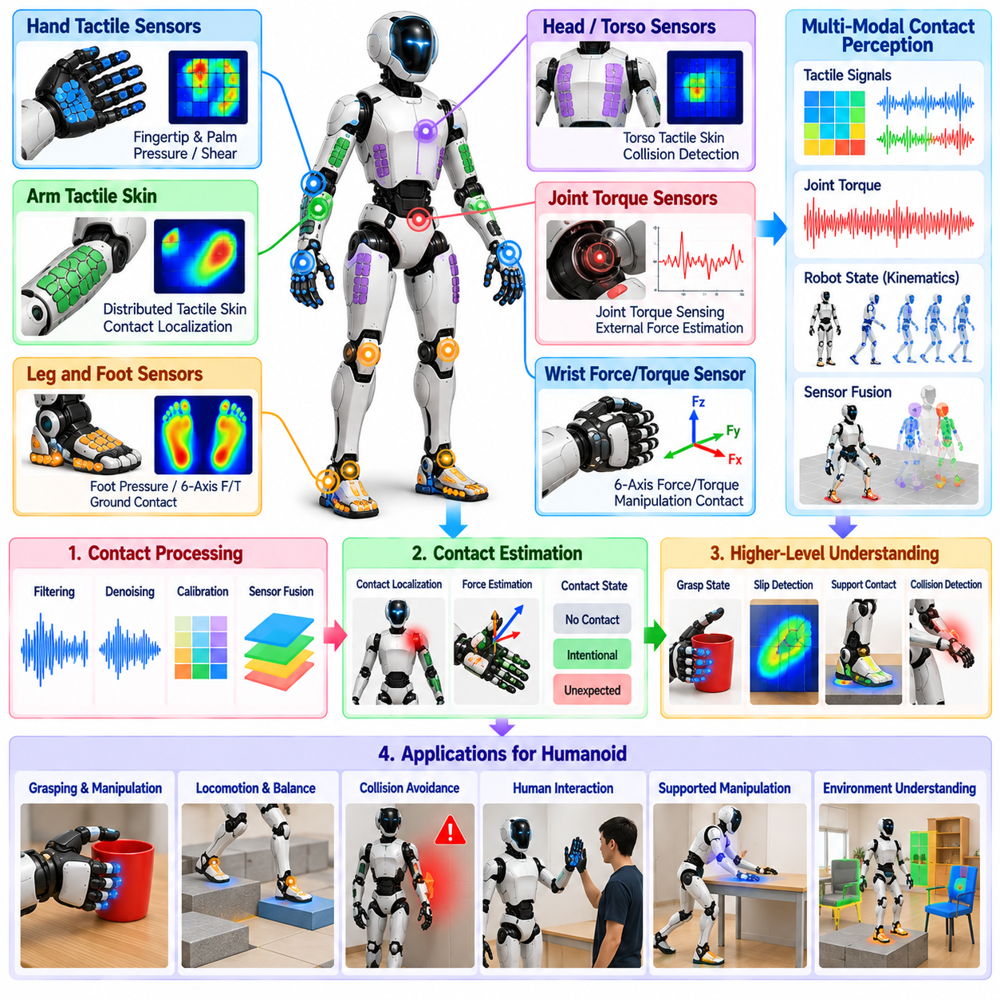 Hand Tactile Sensors
Fingertip & Palm
Pressure / Shear
Arm Tactile Skin
Distributed Tactile Skin
Contact Localization
Leg and Foot Sensors
Foot Pressure / 6-Axis F/T
Ground Contact
Head / Torso Sensors
Torso Tactile Skin
Collision Detection
Joint Torque Sensors
Joint Torque Sensing
External Force Estimation
Wrist Force/Torque Sensor
Fz
Fy
Fx
6-Axis Force/Torque
Manipulation Contact
Multi-Modal Contact
Perception
Tactile Signals
Joint Torque
Robot State (Kinematics)
Sensor Fusion
1. Contact Processing
Filtering
Denoising
Calibration
Sensor Fusion
2. Contact Estimation
Contact Localization
Force Estimation
Contact State
No Contact
Intentional
Unexpected
3. Higher-Level Understanding
Grasp State
Slip Detection
Support Contact
Collision Detection
4. Applications for Humanoid
Grasping & Manipulation
Locomotion & Balance
Collision Avoidance
Human Interaction
Supported Manipulation
Environment Understanding